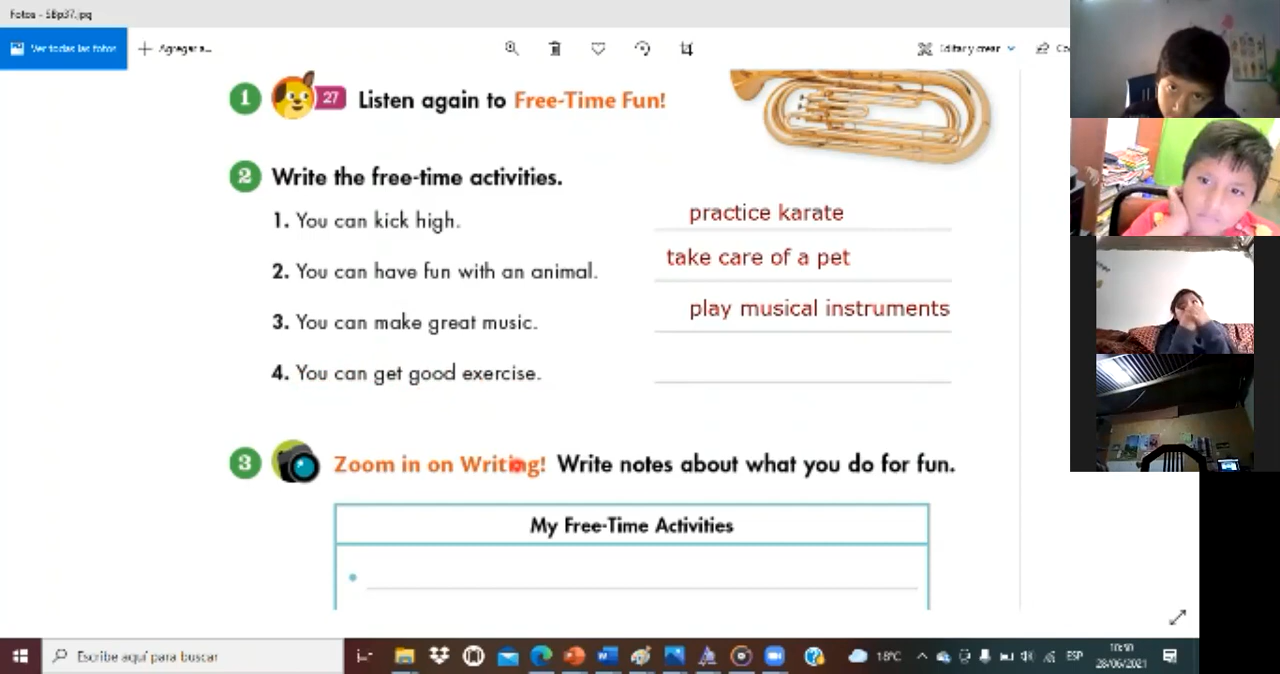 Fotos - SBp37.jpg
Ver todas las fotos
Agregar a...
Editar y crear
Co
1 27 Listen again to Free-Time Fun!
2 Write the free-time activities.
1. You can kick high. practice karate
2. You can have fun with an animal. take care of a pet
3. You can make great music. play musical instruments
4. You can get good exercise.
3 Zoom in on Writing! Write notes about what you do for fun.
My Free-Time Activities
Escribe aquí para buscar
18°C
ESP
10:50
28/06/2021